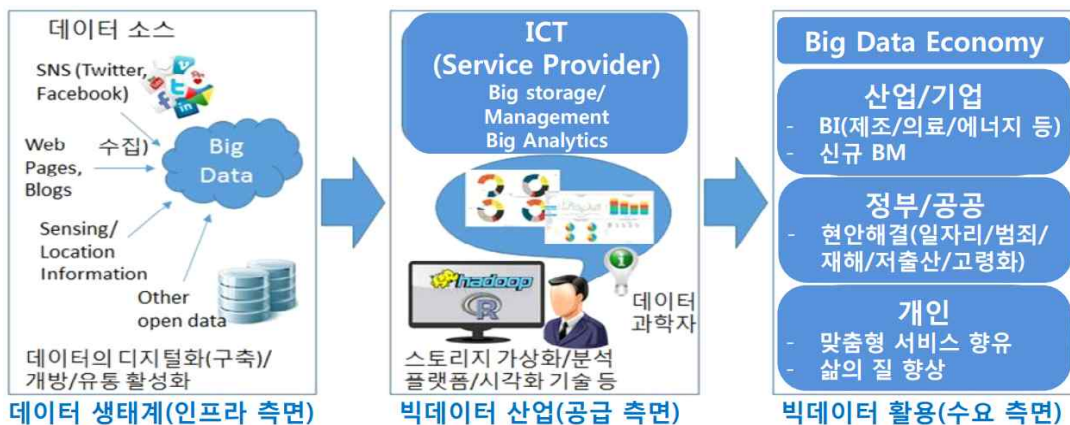 데이터 소스
SNS (Twitter,
Facebook)
Web
Pages,
Blogs
수집)
Big
Data
Sensing/
Location
Information
Other
open data
데이터의 디지털화(구축)/
개방/유통 활성화
데이터 생태계(인프라 측면)
ICT
(Service Provider)
Big storage/
Management
Big Analytics
hadoop
R
데이터
과학자
스토리지 가상화/분석
플랫폼/시각화 기술 등
빅데이터 산업(공급 측면)
Big Data Economy
산업/기업
- BI(제조/의료/에너지 등)
- 신규 BM
정부/공공
- 현안해결(일자리/범죄/
재해/저출산/고령화)
개인
- 맞춤형 서비스 향유
- 삶의 질 향상
빅데이터 활용(수요 측면)